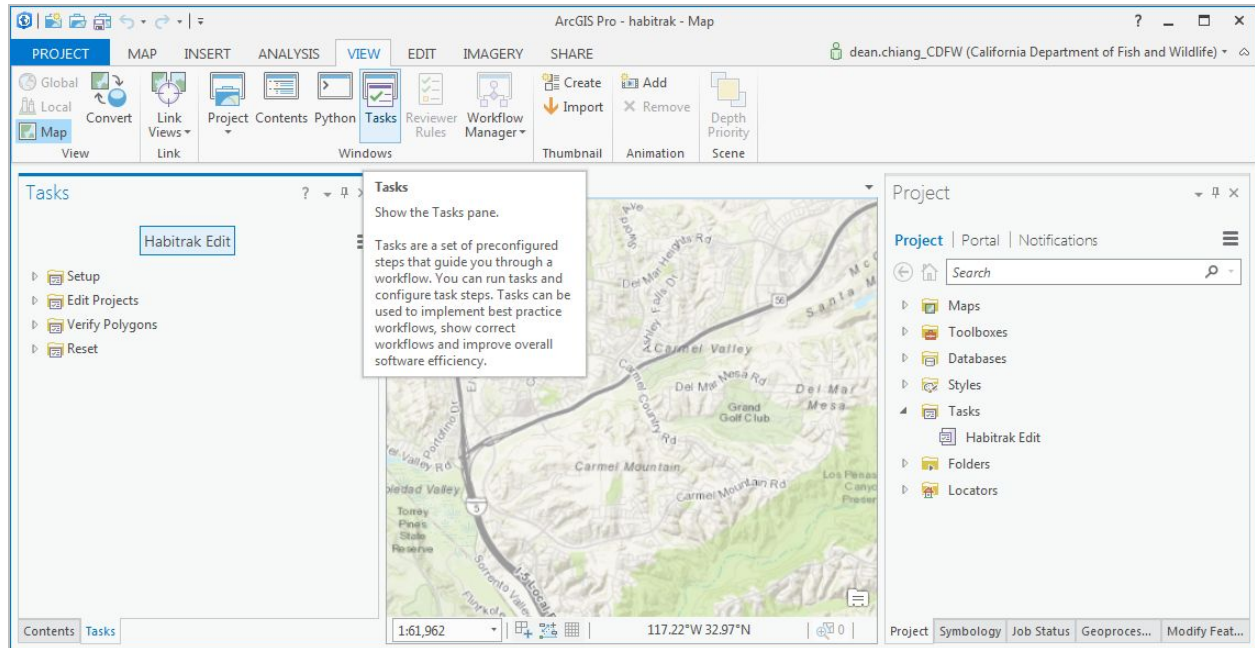 ArcGIS Pro - habitrak - Map
?
PROJECT MAP INSERT ANALYSIS VIEW EDIT IMAGERY SHARE
dean.chiang_CDFW (California Department of Fish and Wildlife)
Global
Local
Map
Convert
View
Link
Views
Link
Project
Contents
Python
Tasks
Reviewer
Rules
Workflow
Manager
Windows
Create
Import
Thumbnail
Add
Remove
Animation
Depth
Priority
Scene
Tasks
?
Habitrak Edit
Setup
Edit Projects
Verify Polygons
Reset
Contents Tasks
Tasks
Show the Tasks pane.
Tasks are a set of preconfigured
steps that guide you through a
workflow. You can run tasks and
configure task steps. Tasks can be
used to implement best practice
workflows, show correct
workflows and improve overall
software efficiency.
56
Carmel Valley
Del Mar Mesa Rd
Del Mar
Mesa
Grand
Golf Club
Carmel Country Rd
Carmel Mountain
Carmel Mountain Rd
5
Torrey
Pines
State
Reserve
1:61,962
117.22°W 32.97°N
0
Project
Project | Portal | Notifications
Search
Maps
Toolboxes
Databases
Styles
Tasks
Habitrak Edit
Folders
Locators
Project Symbology Job Status Geoproces... Modify Feat...